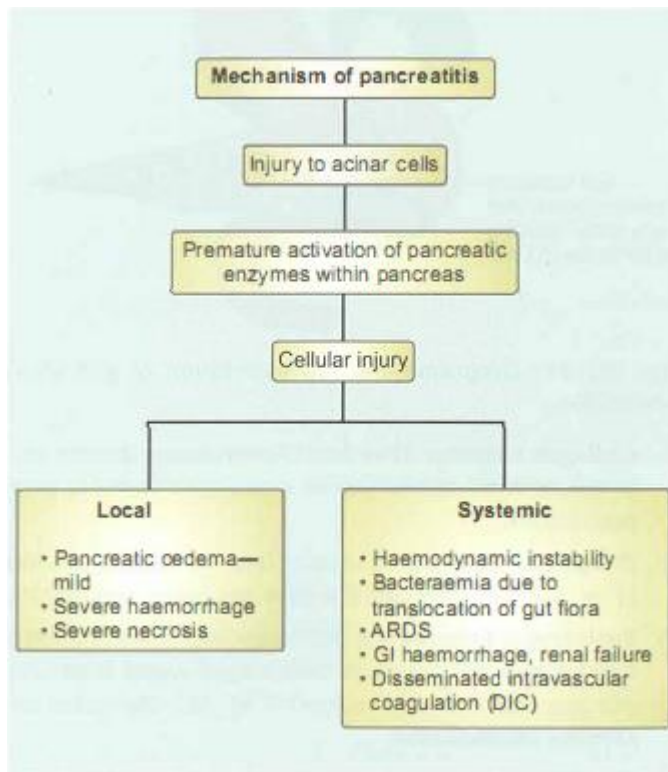 Mechanism of pancreatitis
Injury to acinar cells
Premature activation of pancreatic
enzymes within pancreas
Cellular injury
Local
• Pancreatic oedema—
mild
• Severe haemorrhage
• Severe necrosis
Systemic
• Haemodynamic instability
• Bacteraemia due to
translocation of gut fiora
• ARDS
• GI haemorrhage, renal failure
• Disseminated intravascular
coagulation (DIC)